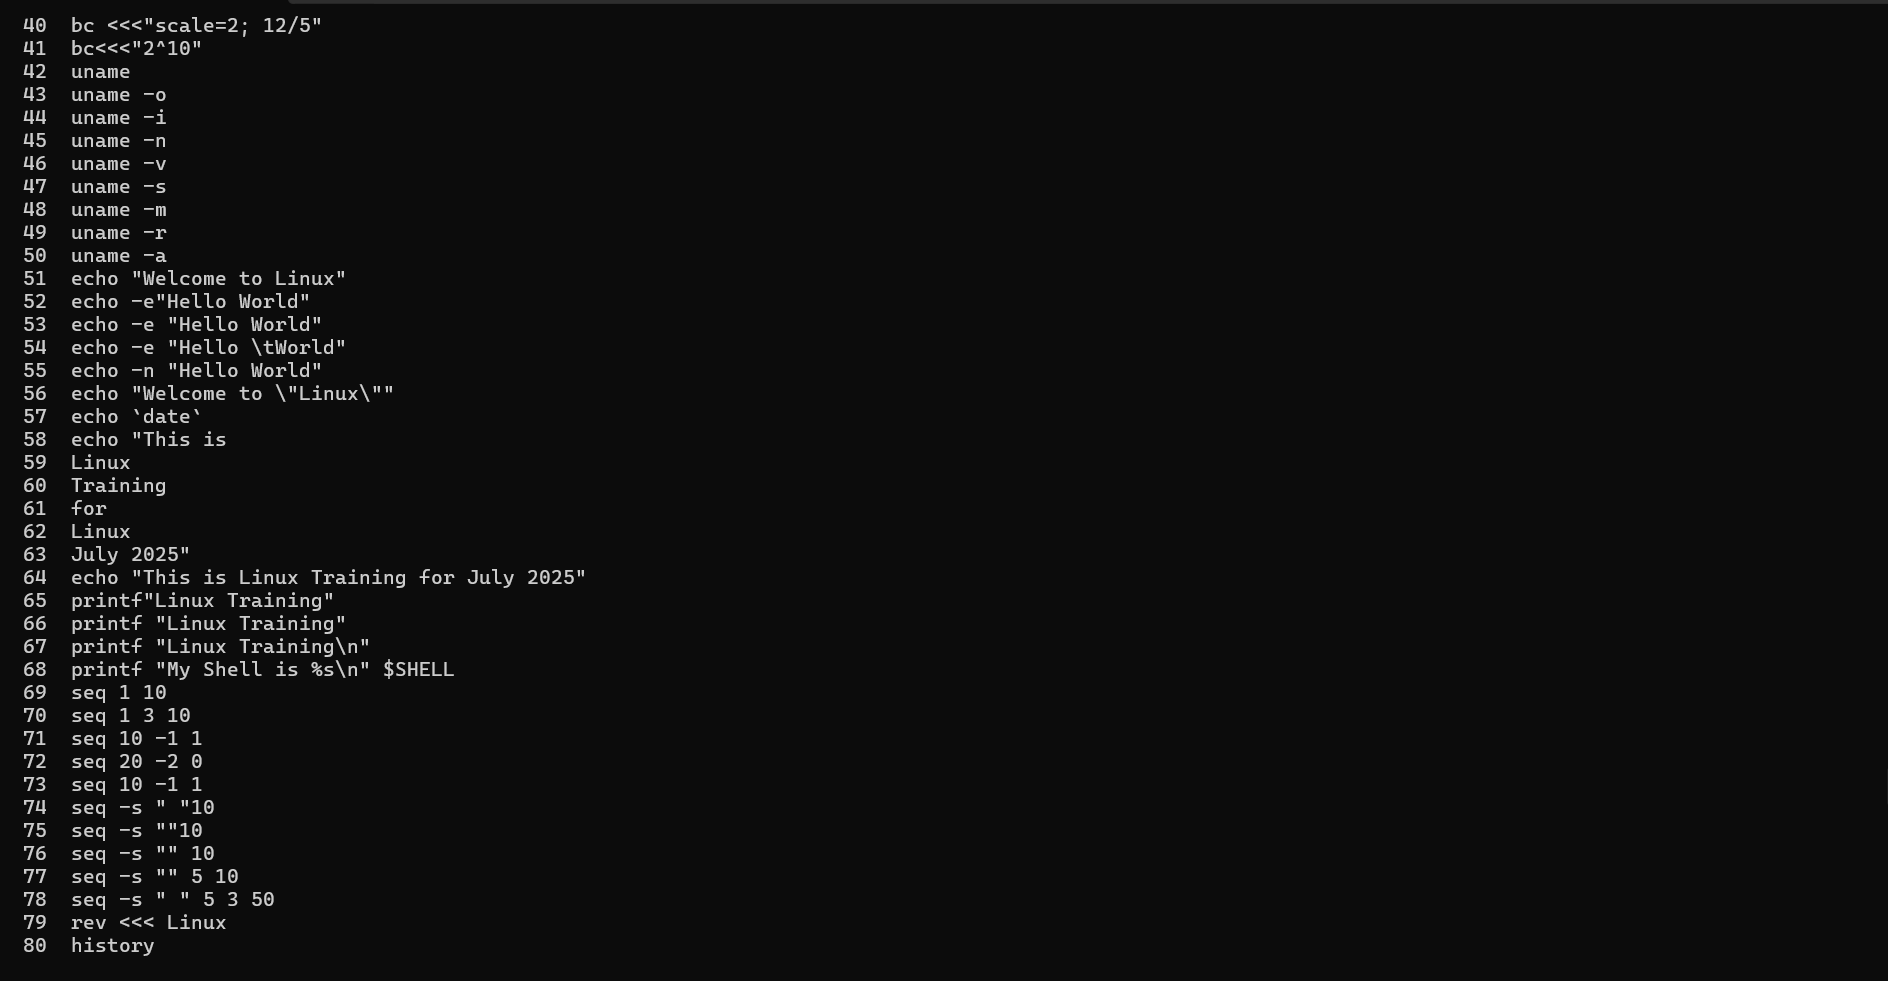 40  bc <<<"scale=2; 12/5"
41  bc<<<"2^10"
42  uname
43  uname -o
44  uname -i
45  uname -n
46  uname -v
47  uname -s
48  uname -m
49  uname -r
50  uname -a
51  echo "Welcome to Linux"
52  echo -e"Hello World"
53  echo -e "Hello World"
54  echo -e "Hello \tWorld"
55  echo -n "Hello World"
56  echo "Welcome to \"Linux\""
57  echo `date`
58  echo "This is
59  Linux
60  Training
61  for
62  Linux
63  July 2025"
64  echo "This is Linux Training for July 2025"
65  printf"Linux Training"
66  printf "Linux Training"
67  printf "Linux Training\n"
68  printf "My Shell is %s\n" $SHELL
69  seq 1 10
70  seq 1 3 10
71  seq 10 -1 1
72  seq 20 -2 0
73  seq 10 -1 1
74  seq -s " "10
75  seq -s ""10
76  seq -s "" 10
77  seq -s "" 5 10
78  seq -s " " 5 3 50
79  rev <<< Linux
80  history